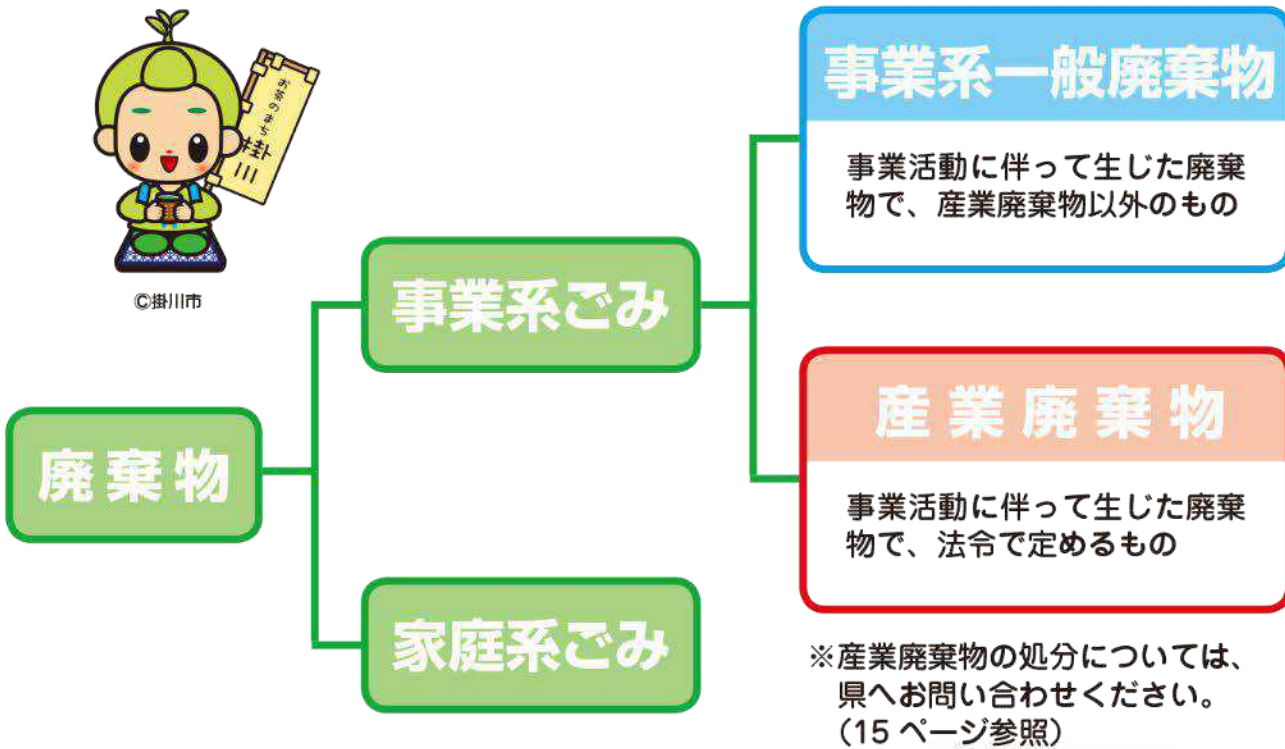 お茶のまち
掛川
©掛川市
廃棄物
事業系ごみ
家庭系ごみ
事業系一般廃棄物
事業活動に伴って生じた廃棄
物で、産業廃棄物以外のもの
産業廃棄物
事業活動に伴って生じた廃棄
物で、法令で定めるもの
※産業廃棄物の処分については、
県へお問い合わせください。
（15 ページ参照）